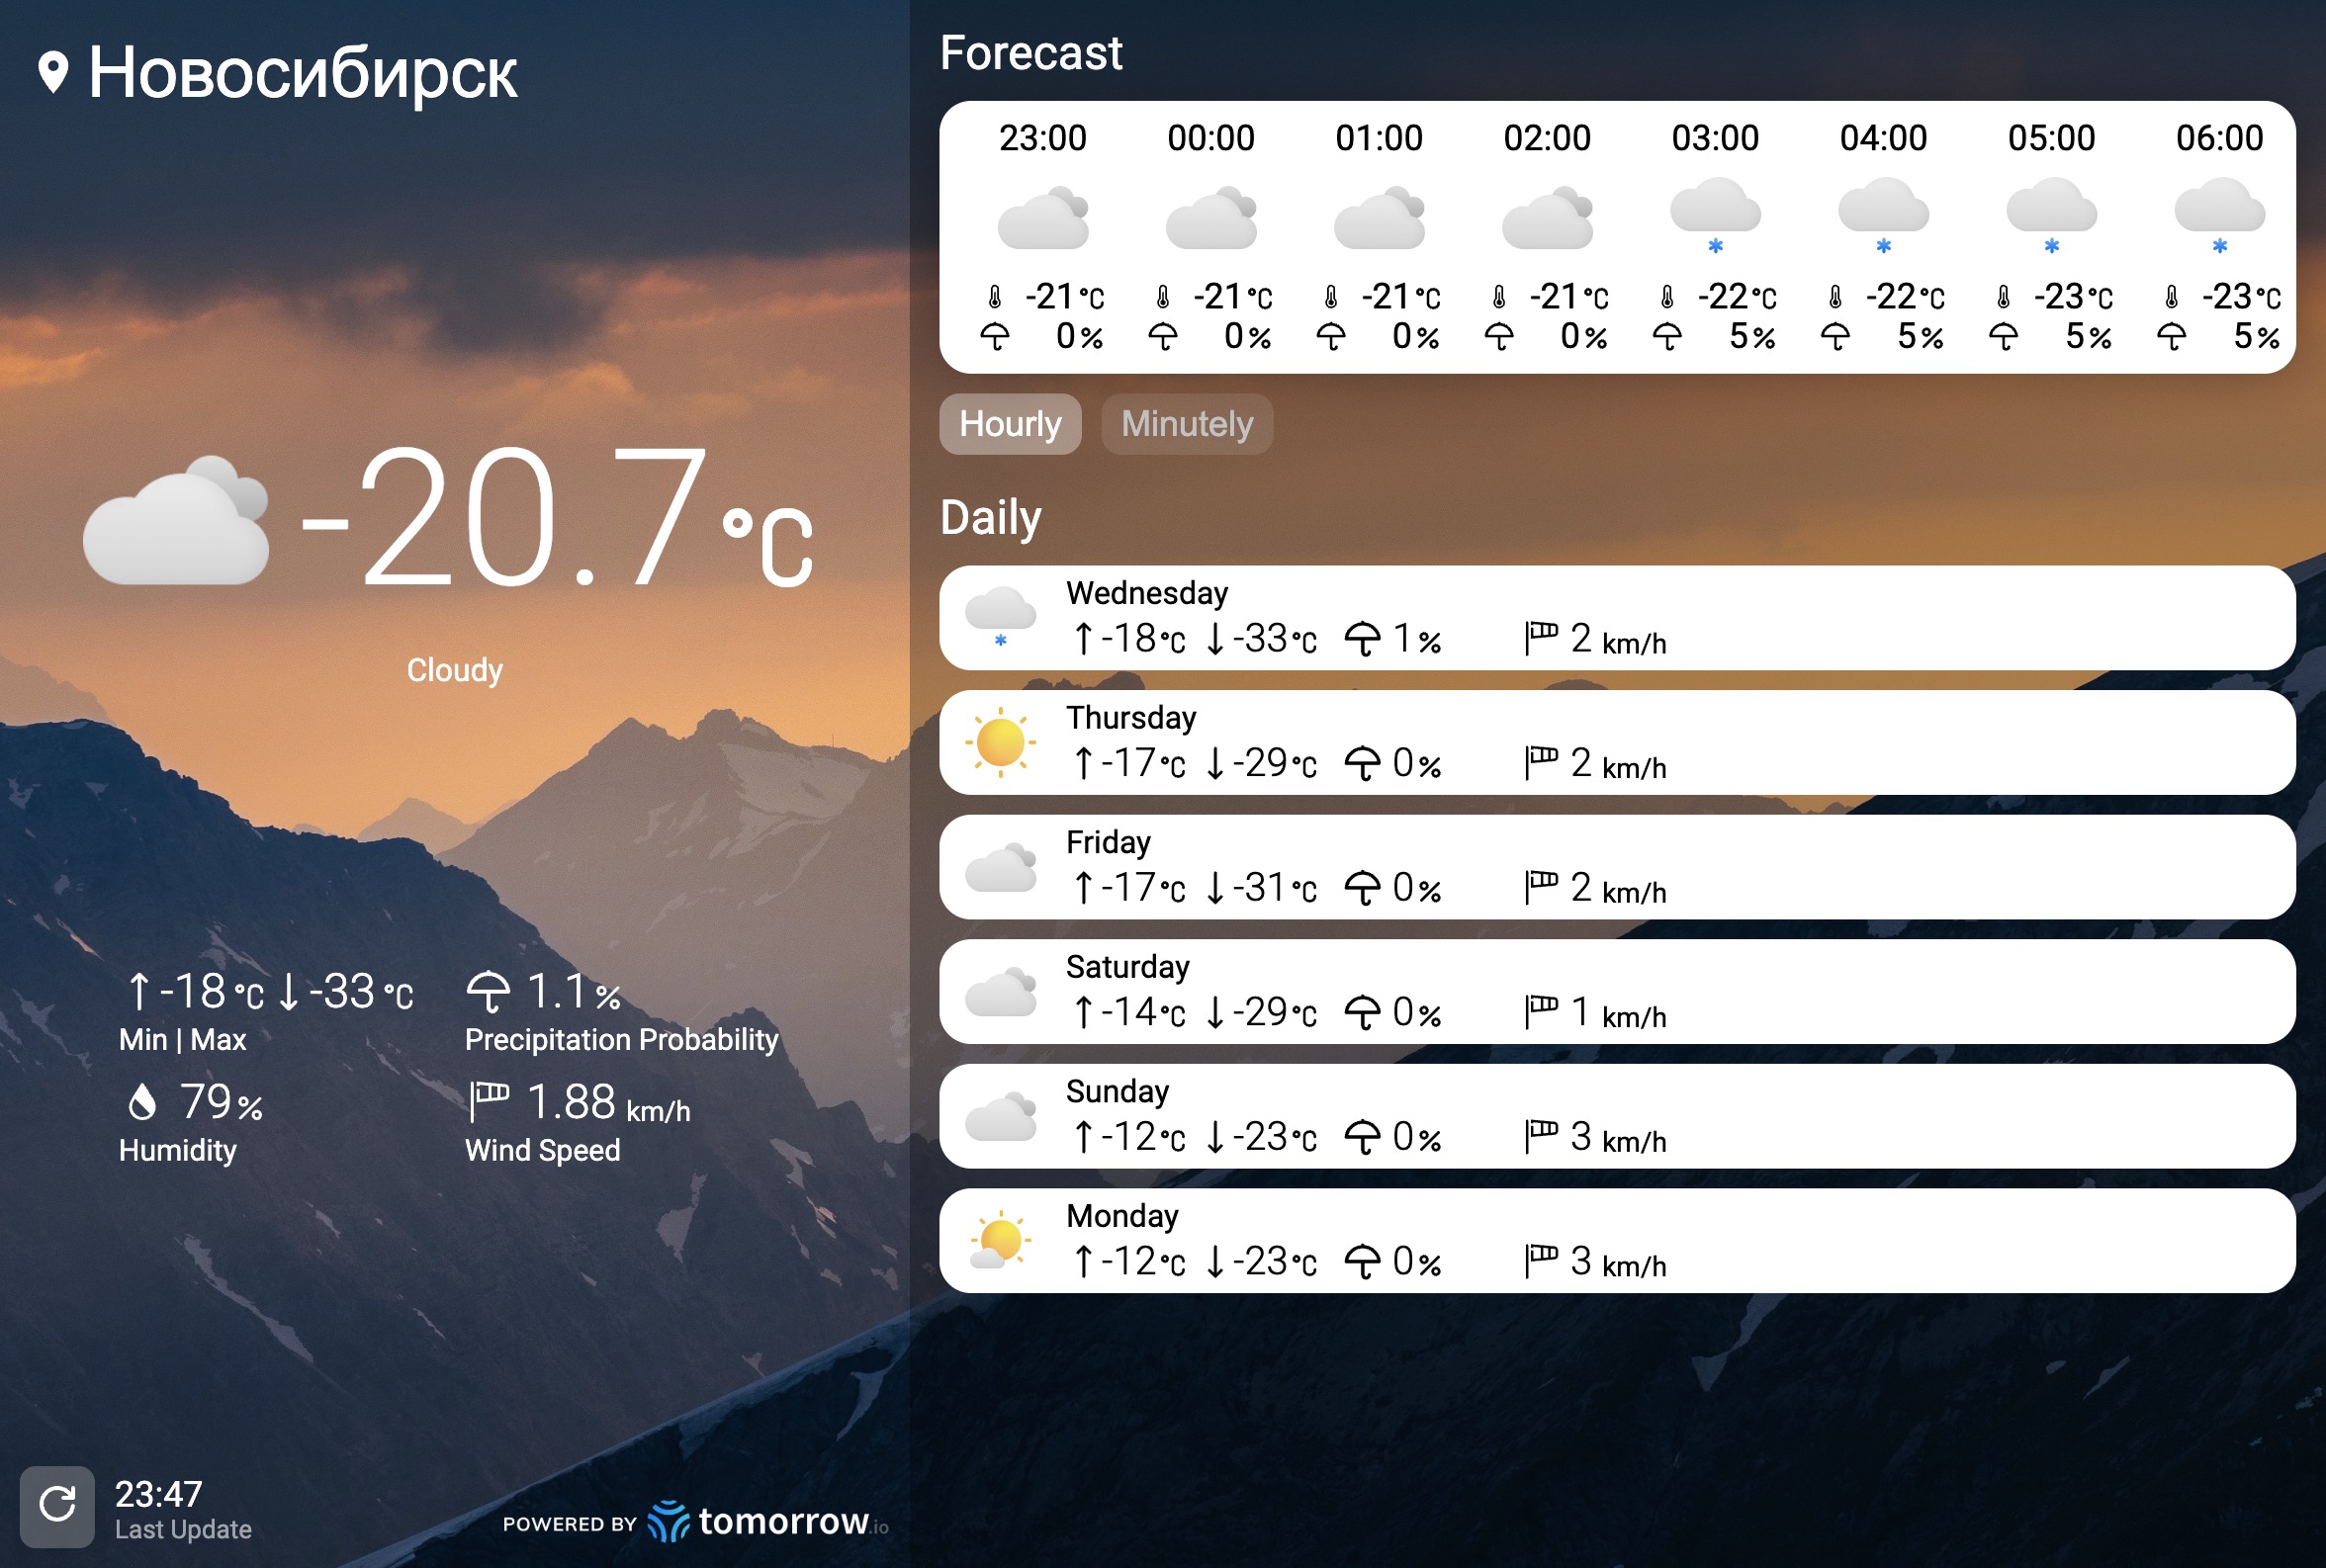 Новосибирск
-20.7°C
Cloudy
↑-18°C ↓-33°C
Min | Max
1.1%
Precipitation Probability
79%
Humidity
1.88 km/h
Wind Speed
23:47
Last Update
POWERED BY tomorrow.io
Forecast
23:00 00:00 01:00 02:00 03:00 04:00 05:00 06:00
-21°C -21°C -21°C -21°C -22°C -22°C -23°C -23°C
0% 0% 0% 0% 5% 5% 5% 5%
Hourly Minutely
Daily
Wednesday
↑-18°C ↓-33°C 1% 2 km/h
Thursday
↑-17°C ↓-29°C 0% 2 km/h
Friday
↑-17°C ↓-31°C 0% 2 km/h
Saturday
↑-14°C ↓-29°C 0% 1 km/h
Sunday
↑-12°C ↓-23°C 0% 3 km/h
Monday
↑-12°C ↓-23°C 0% 3 km/h